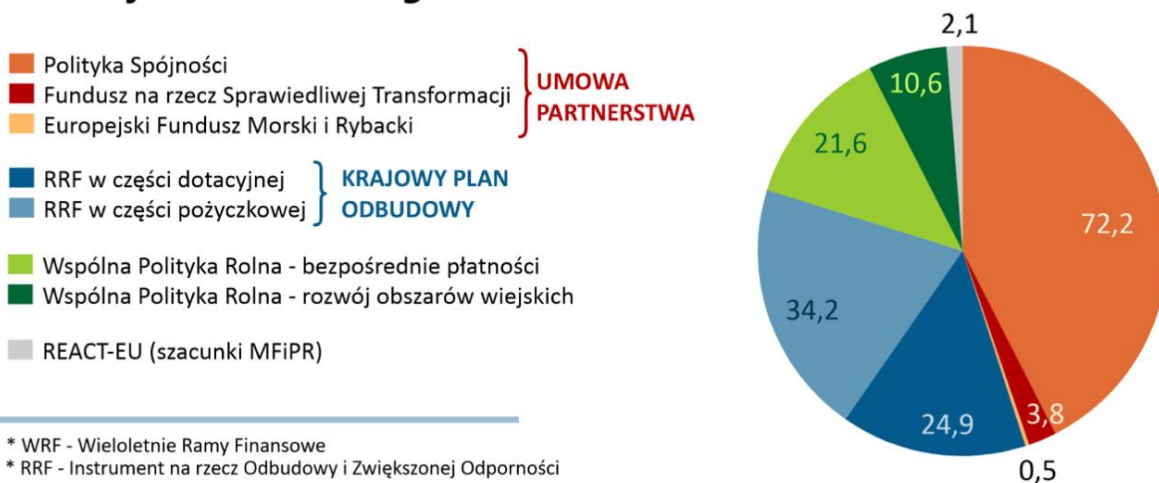 Polityka Spójności
Fundusz na rzecz Sprawiedliwej Transformacji
Europejski Fundusz Morski i Rybacki
UMOWA
PARTNERSTWA
RRF w części dotacyjnej
RRF w części pożyczkowej
KRAJOWY PLAN
ODBUDOWY
Wspólna Polityka Rolna - bezpośrednie płatności
Wspólna Polityka Rolna - rozwój obszarów wiejskich
REACT-EU (szacunki MFiPR)
* WRF - Wieloletnie Ramy Finansowe
* RRF - Instrument na rzecz Odbudowy i Zwiększonej Odporności
2,1
10,6
21,6
72,2
34,2
24,9
3,8
0,5